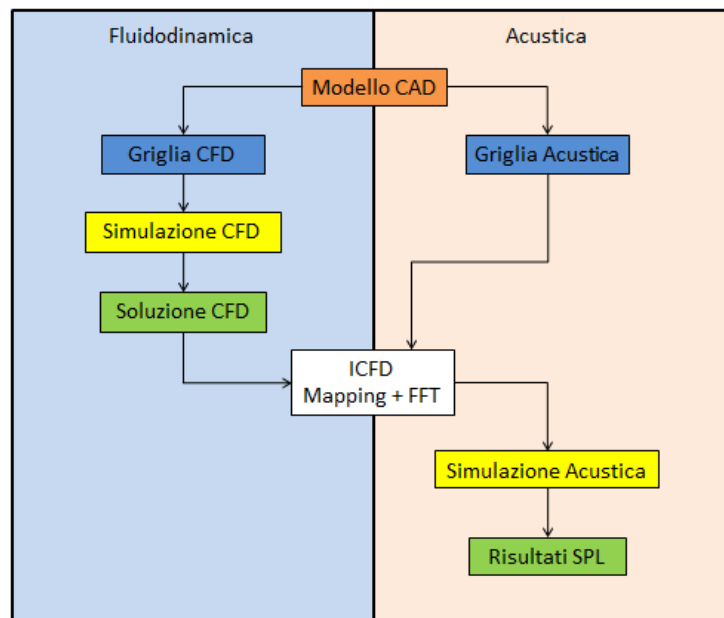 Fluidodinamica
Acustica
Modello CAD
Griglia CFD
Griglia Acustica
Simulazione CFD
Soluzione CFD
ICFD
Mapping + FFT
Simulazione Acustica
Risultati SPL